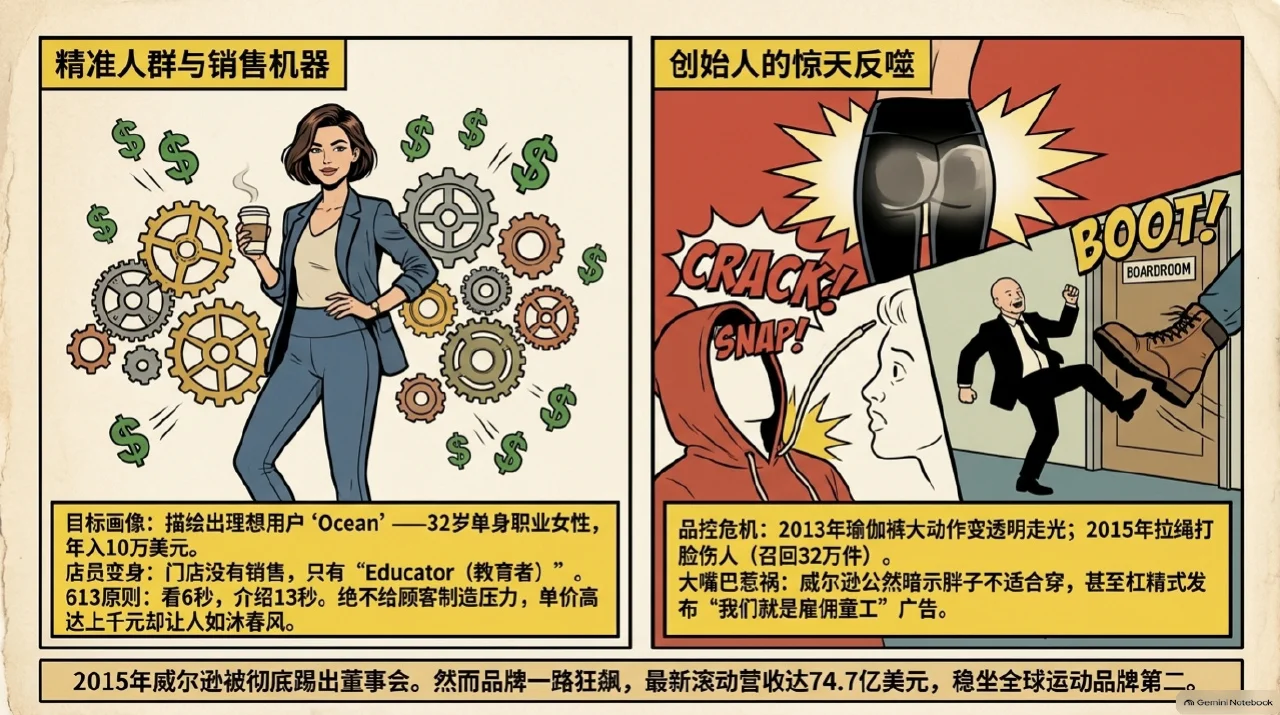 精准人群与销售机器
目标画像：描绘出理想用户‘Ocean’——32岁单身职业女性，
年入10万美元。
店员变身：门店没有销售，只有“Educator（教育者）”。
613原则：看6秒，介绍13秒。绝不给顾客制造压力，单价高
达上千元却让人如沐春风。
创始人的惊天反噬
CRACK!
SNAP!
BOOT!
BOARDROOM
品控危机：2013年瑜伽裤大动作变透明走光；2015年拉绳打
脸伤人（召回32万件）。
大嘴巴惹祸：威尔逊公然暗示胖子不适合穿，甚至杠精式发
布“我们就是雇佣童工”广告。
2015年威尔逊被彻底踢出董事会。然而品牌一路狂飙，最新滚动营收达74.7亿美元，稳坐全球运动品牌第二。
Gemini Notebook